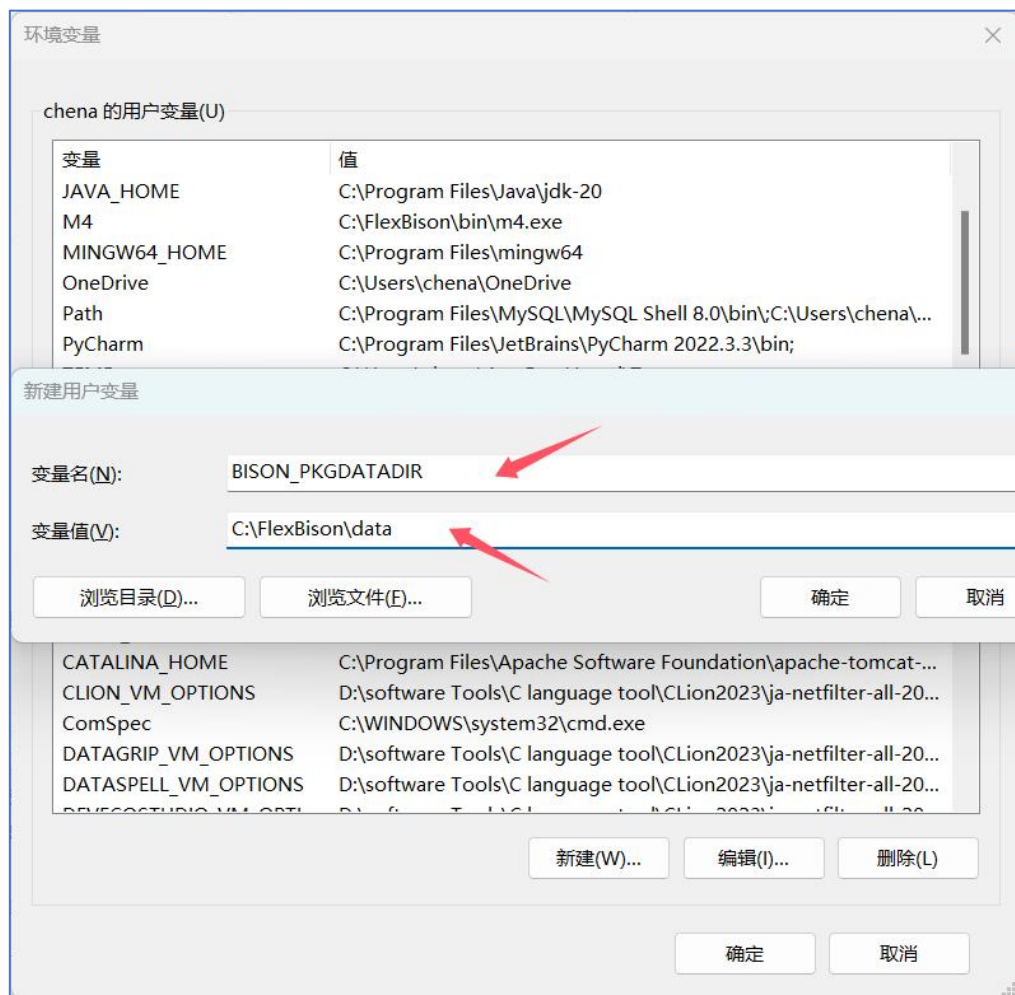 环境变量
chena 的用户变量(U)
变量 值
JAVA_HOME C:\Program Files\Java\jdk-20
M4 C:\FlexBison\bin\m4.exe
MINGW64_HOME C:\Program Files\mingw64
OneDrive C:\Users\chena\OneDrive
Path C:\Program Files\MySQL\MySQL Shell 8.0\bin\;C:\Users\chena\...
PyCharm C:\Program Files\JetBrains\PyCharm 2022.3.3\bin;
新建用户变量
变量名(N): BISON_PKGDATADIR
变量值(V): C:\FlexBison\data
浏览目录(D)... 浏览文件(F)... 确定 取消
CATALINA_HOME C:\Program Files\Apache Software Foundation\apache-tomcat-...
CLION_VM_OPTIONS D:\software Tools\C language tool\CLion2023\ja-netfilter-all-20...
ComSpec C:\WINDOWS\system32\cmd.exe
DATAGRIP_VM_OPTIONS D:\software Tools\C language tool\CLion2023\ja-netfilter-all-20...
DATASPELL_VM_OPTIONS D:\software Tools\C language tool\CLion2023\ja-netfilter-all-20...
新建(W)... 编辑(I)... 删除(L)
确定 取消